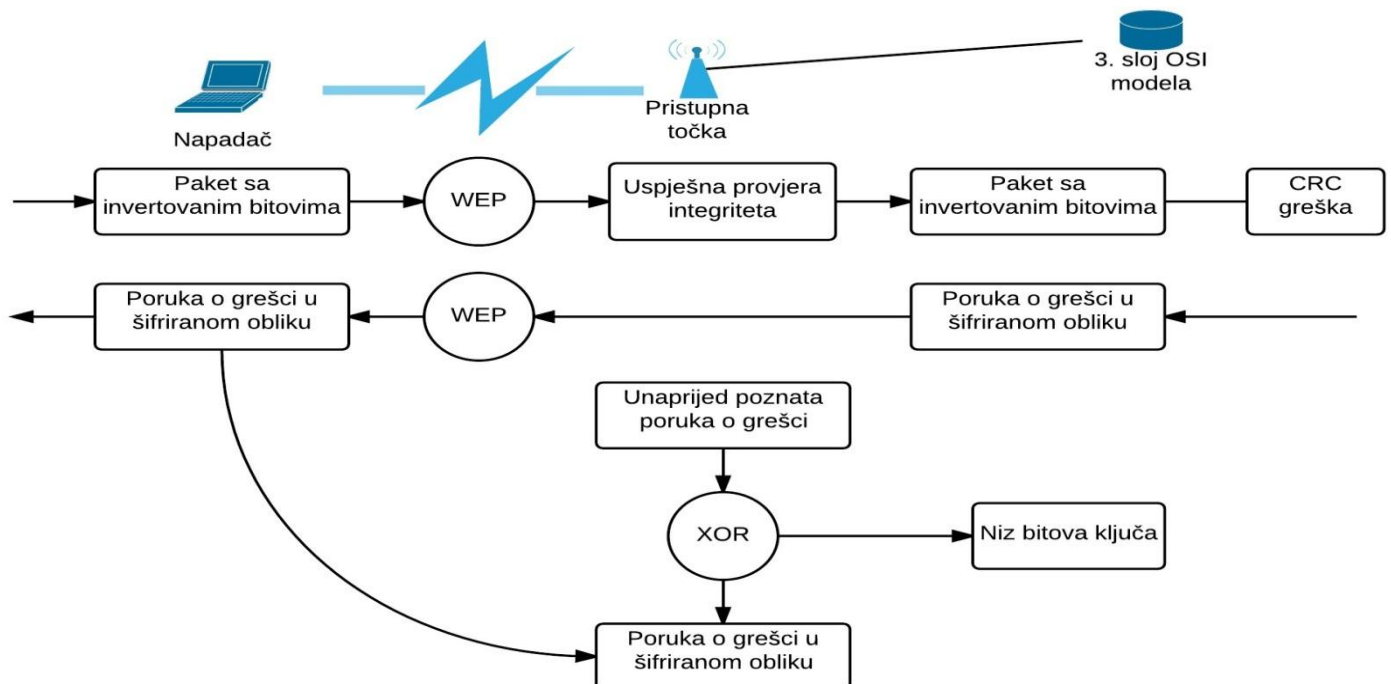 3. sloj OSI
modela
Pristupna
točka
Napadač
Paket sa
invertovanim bitovima
WEP
Uspješna provjera
integriteta
Paket sa
invertovanim bitovima
CRC
greška
Poruka o grešci u
šifriranom obliku
WEP
Poruka o grešci u
šifriranom obliku
Unaprijed poznata
poruka o grešci
XOR
Niz bitova ključa
Poruka o grešci u
šifriranom obliku